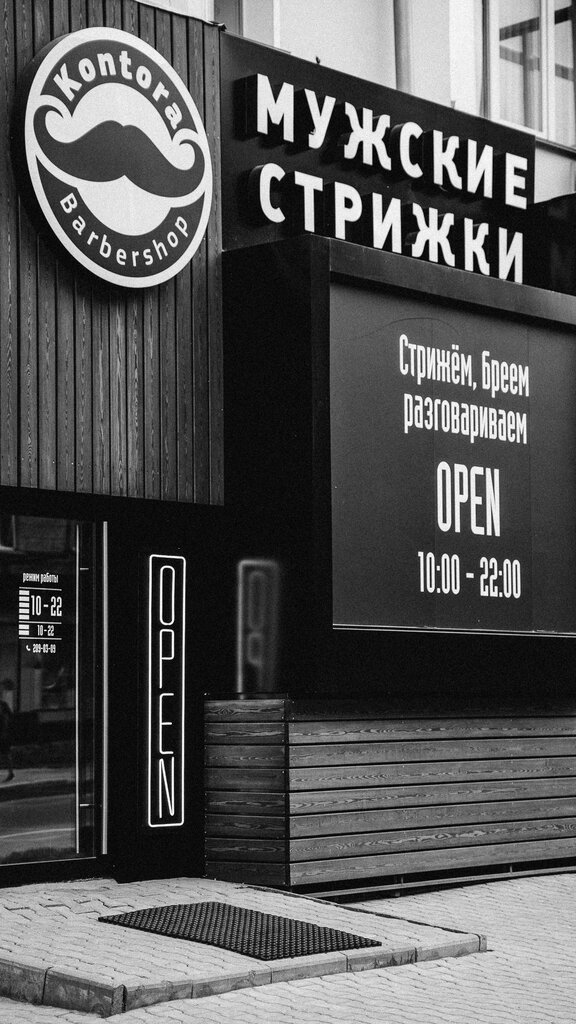 Kontora
Barbershop
МУЖСКИЕ
СТРИЖКИ
Стрижём, бреем
разговариваем
OPEN
10:00 - 22:00
режим работы
10 - 22
10 - 22
OPEN